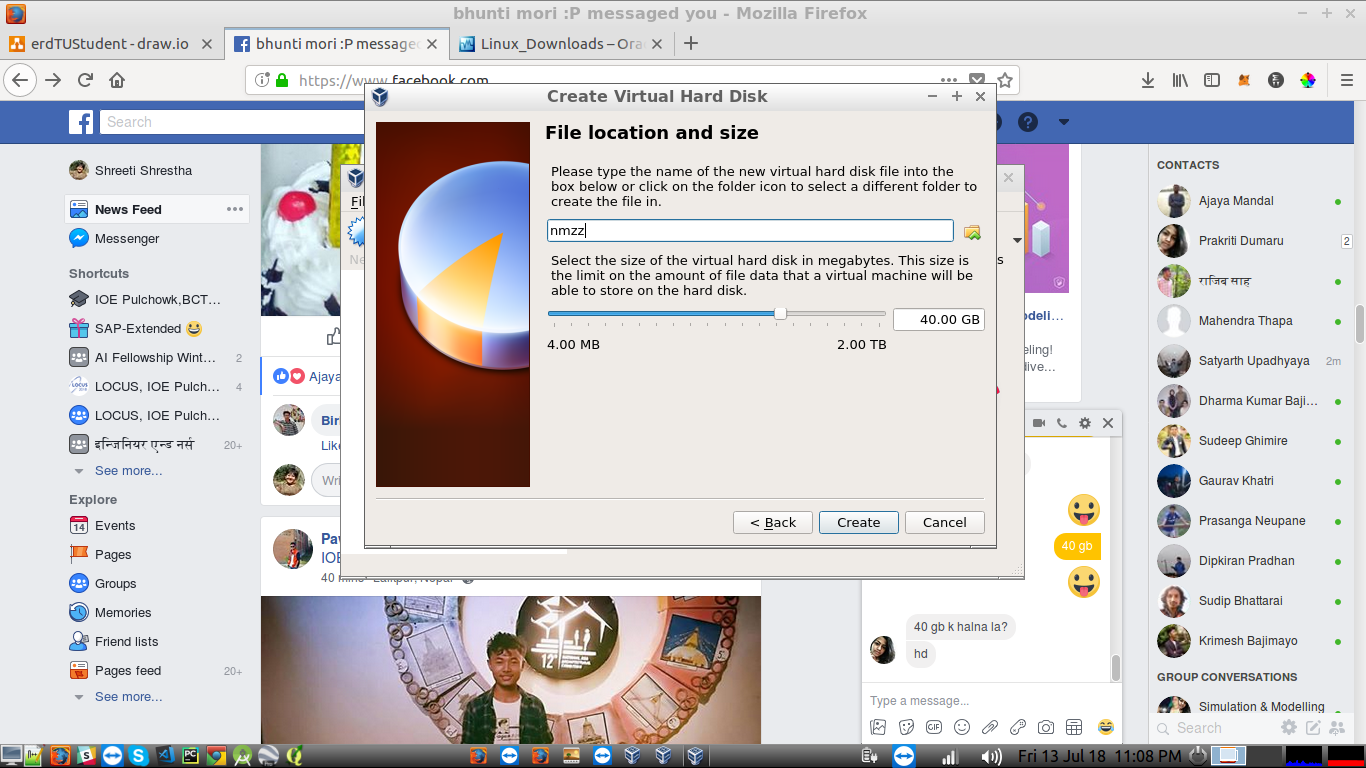 bhunti mori :P messaged you - Mozilla Firefox
erdTUStudent - draw.io
bhunti mori :P messaged
Linux_Downloads – Ora
https://www.facebook.com
Create Virtual Hard Disk
Search
File location and size
Please type the name of the new virtual hard disk file into the
box below or click on the folder icon to select a different folder to
create the file in.
nmzz
Select the size of the virtual hard disk in megabytes. This size is
the limit on the amount of file data that a virtual machine will be
able to store on the hard disk.
40.00 GB
4.00 MB
2.00 TB
< Back
Create
Cancel
Shreeti Shrestha
News Feed
Messenger
Shortcuts
IOE Pulchowk,BCT...
SAP-Extended
AI Fellowship Wint...
2
LOCUS, IOE Pulch...
4
LOCUS, IOE Pulch...
इन्जिनियर एन्ड नर्स
20+
See more...
Explore
Events
14
Pages
Groups
Memories
Friend lists
Pages feed
20+
See more...
Ajaya
Bir
Like
Wri
Pav
IOE
12
40 gb
40 gb k halna la?
hd
Type a message...
GIF
CONTACTS
Ajaya Mandal
Prakriti Dumaru
2
राजिब साह
Mahendra Thapa
Satyarth Upadhyaya
2m
Dharma Kumar Baji...
Sudeep Ghimire
Gaurav Khatri
Prasanga Neupane
Dipkiran Pradhan
Sudip Bhattarai
Krimesh Bajimayo
GROUP CONVERSATIONS
Simulation & Modelling
Search
Fri 13 Jul 18 11:08 PM